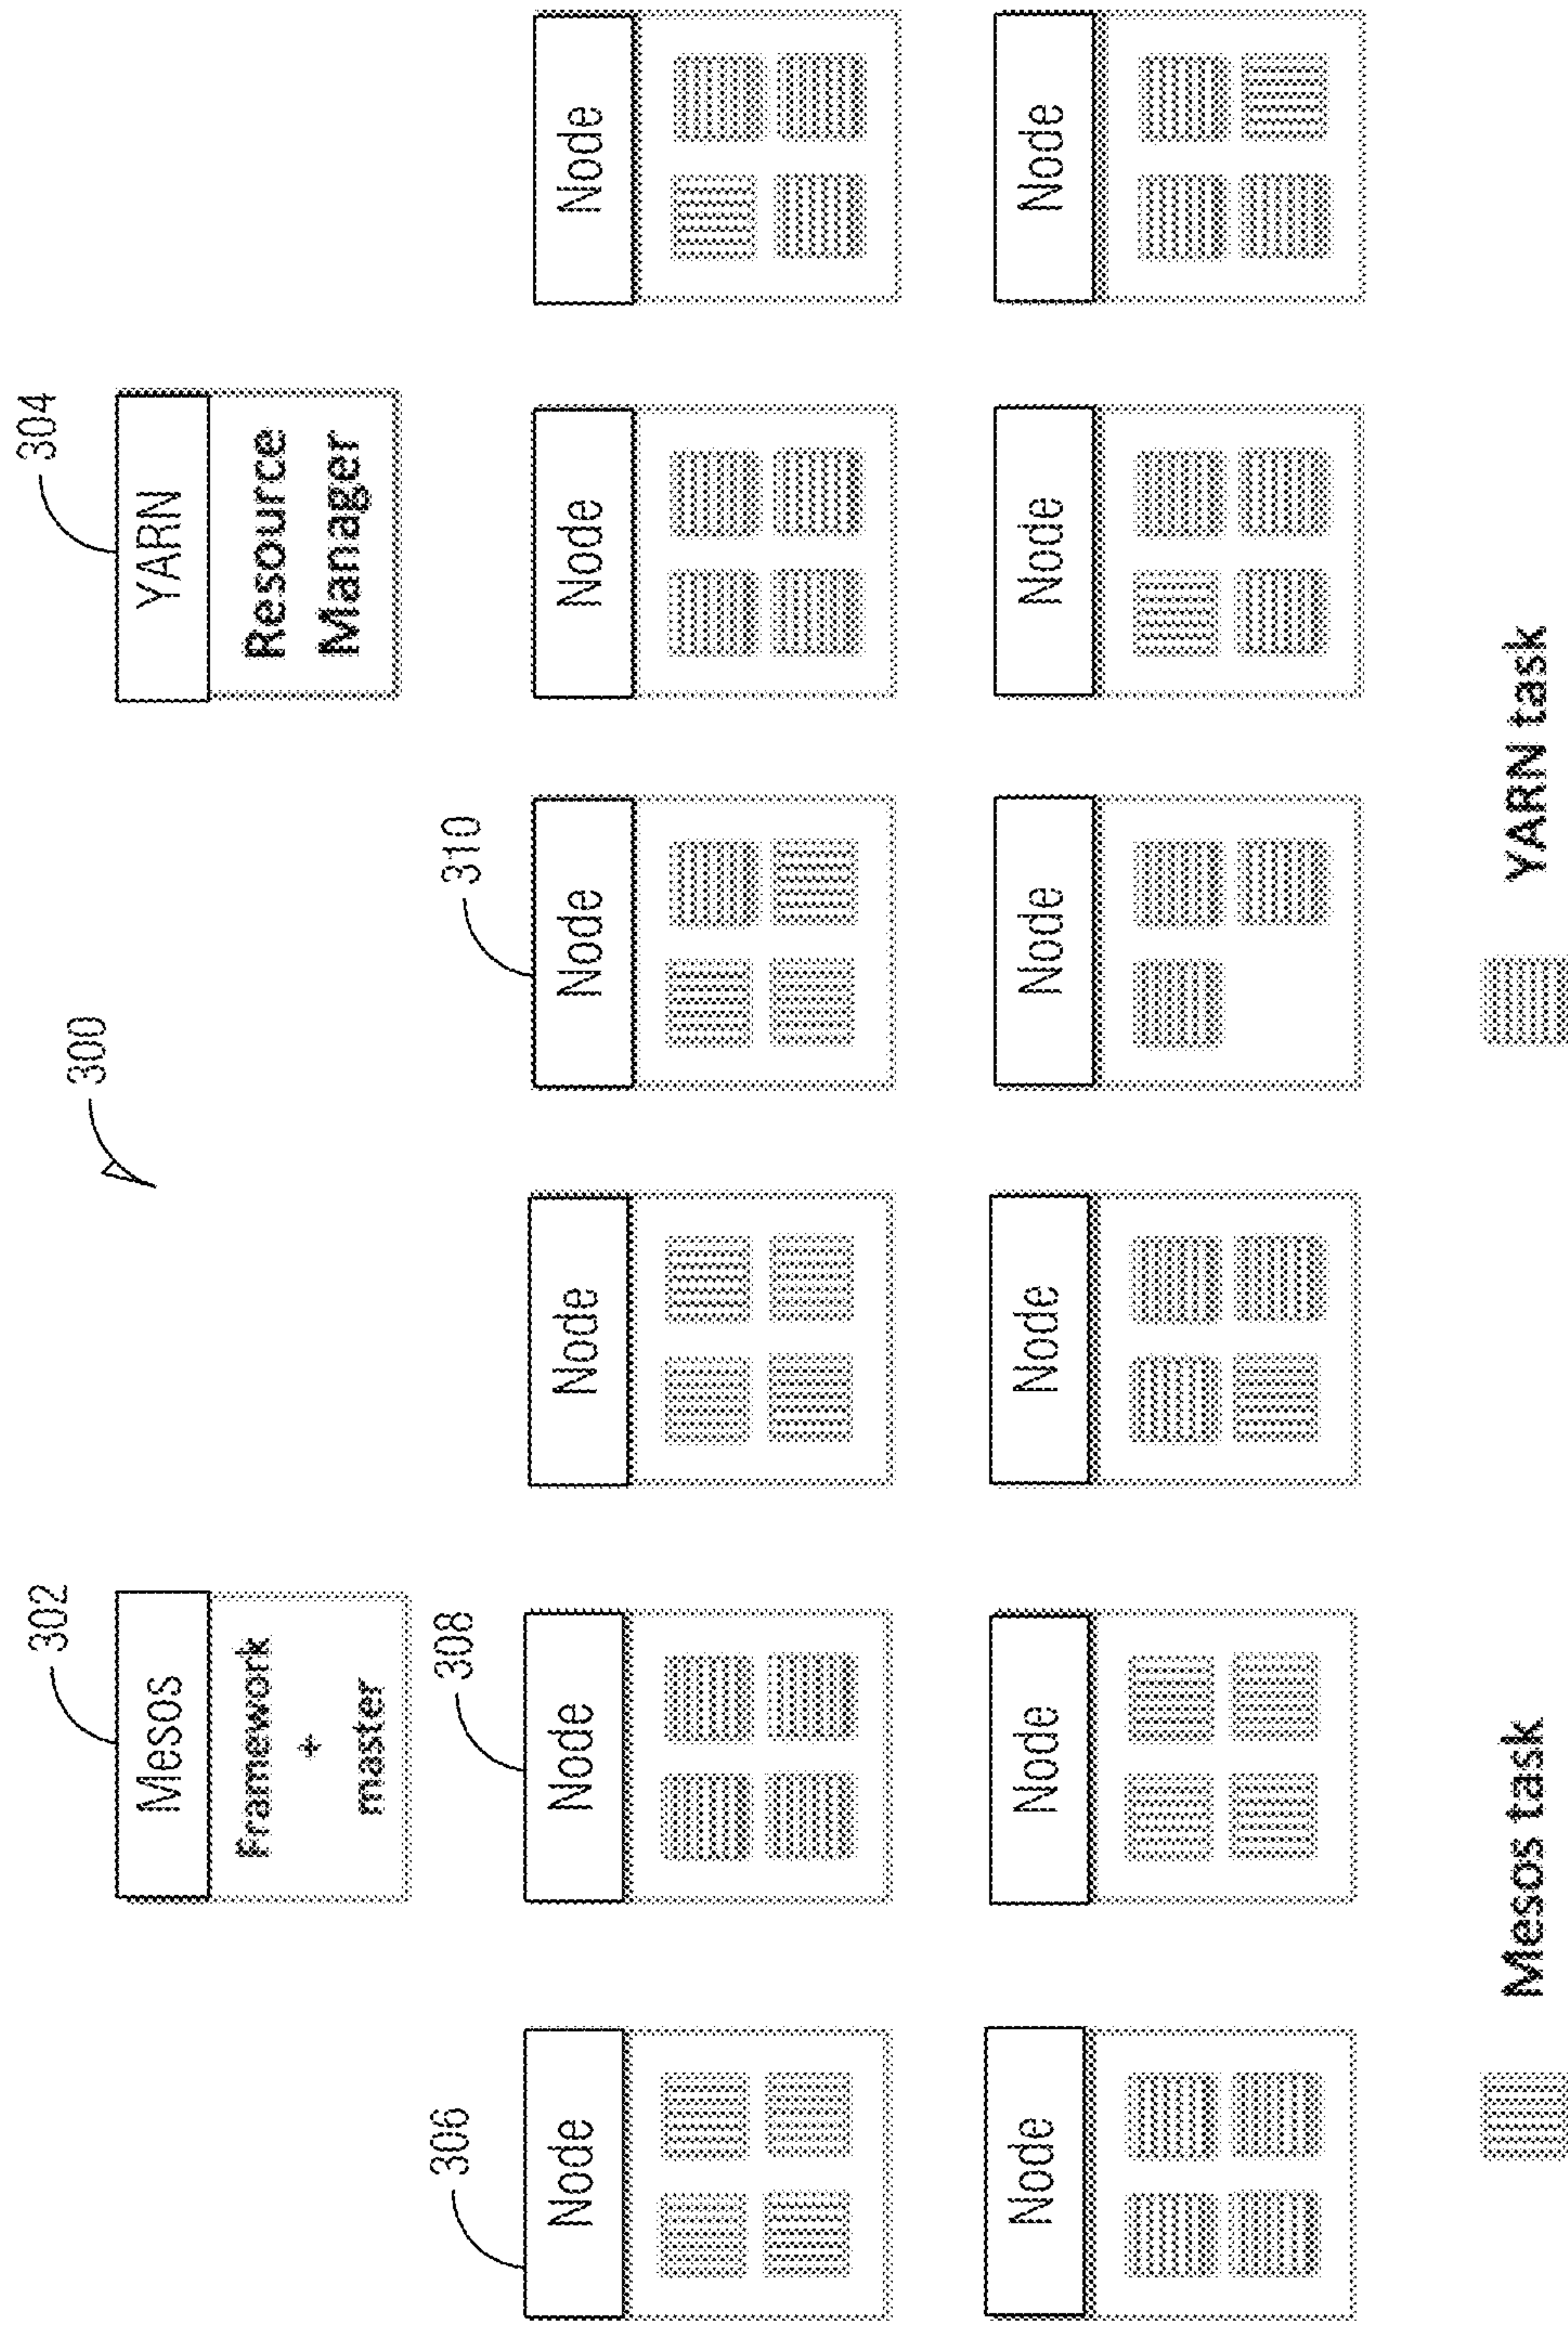 300
302
304
Mesos
Framework
+
master
YARN
Resource
Manager
306
308
310
Node
Node
Node
Node
Node
Node
Node
Node
Node
Node
Node
Node
Mesos task
YARN task